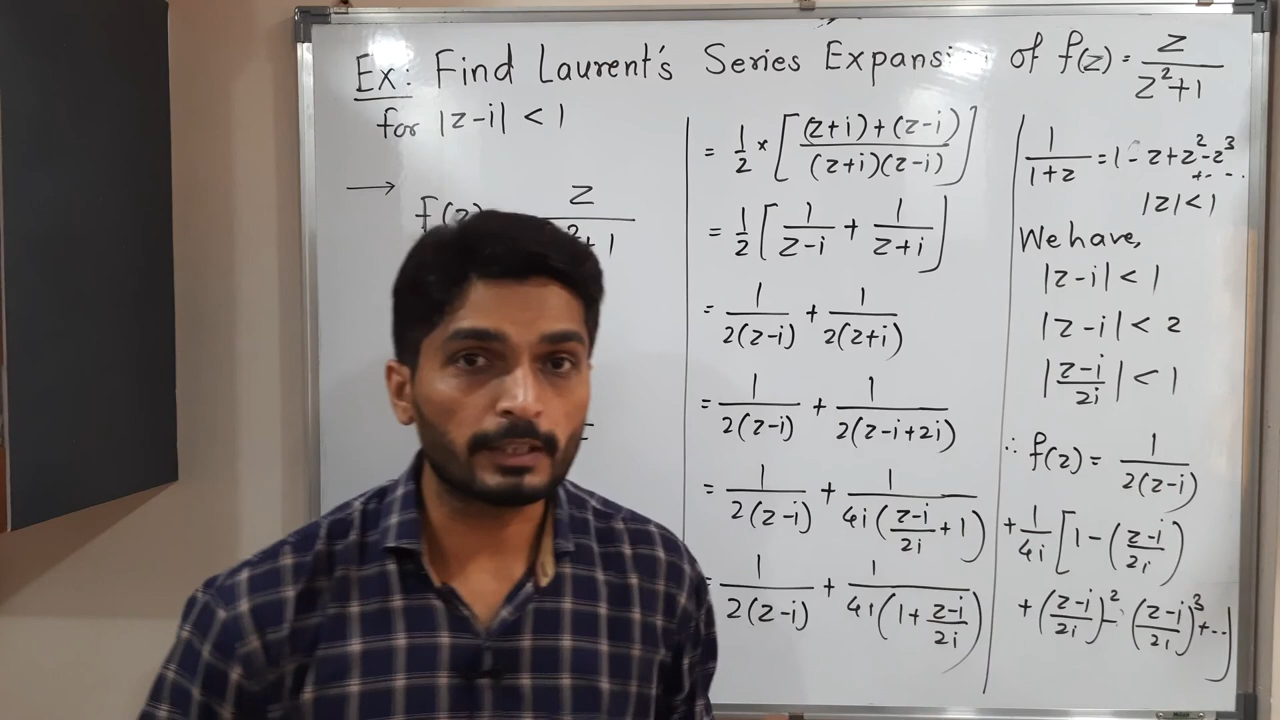 Ex: Find Laurent's Series Expans of f(z) = z/(z²+1)
for |z-i| < 1
→ f(z) z/ ²+1
= 1/2 × [((z+i)+(z-i))/((z+i)(z-i))]
= 1/2 [1/(z-i) + 1/(z+i)]
= 1/(2(z-i)) + 1/(2(z+i))
= 1/(2(z-i)) + 1/(2(z-i+2i))
= 1/(2(z-i)) + 1/(4i((z-i)/2i + 1))
= 1/(2(z-i)) + 1/(4i(1 + (z-i)/2i))
1/(1+z) = 1 - z + z² - z³
+ - ...
|z| < 1
We have,
|z-i| < 1
|z-i| < 2
|(z-i)/2i| < 1
∴ f(z) = 1/(2(z-i))
+ 1/4i [1 - ((z-i)/2i)
+ ((z-i)/2i)² - ((z-i)/2i)³ + ...]